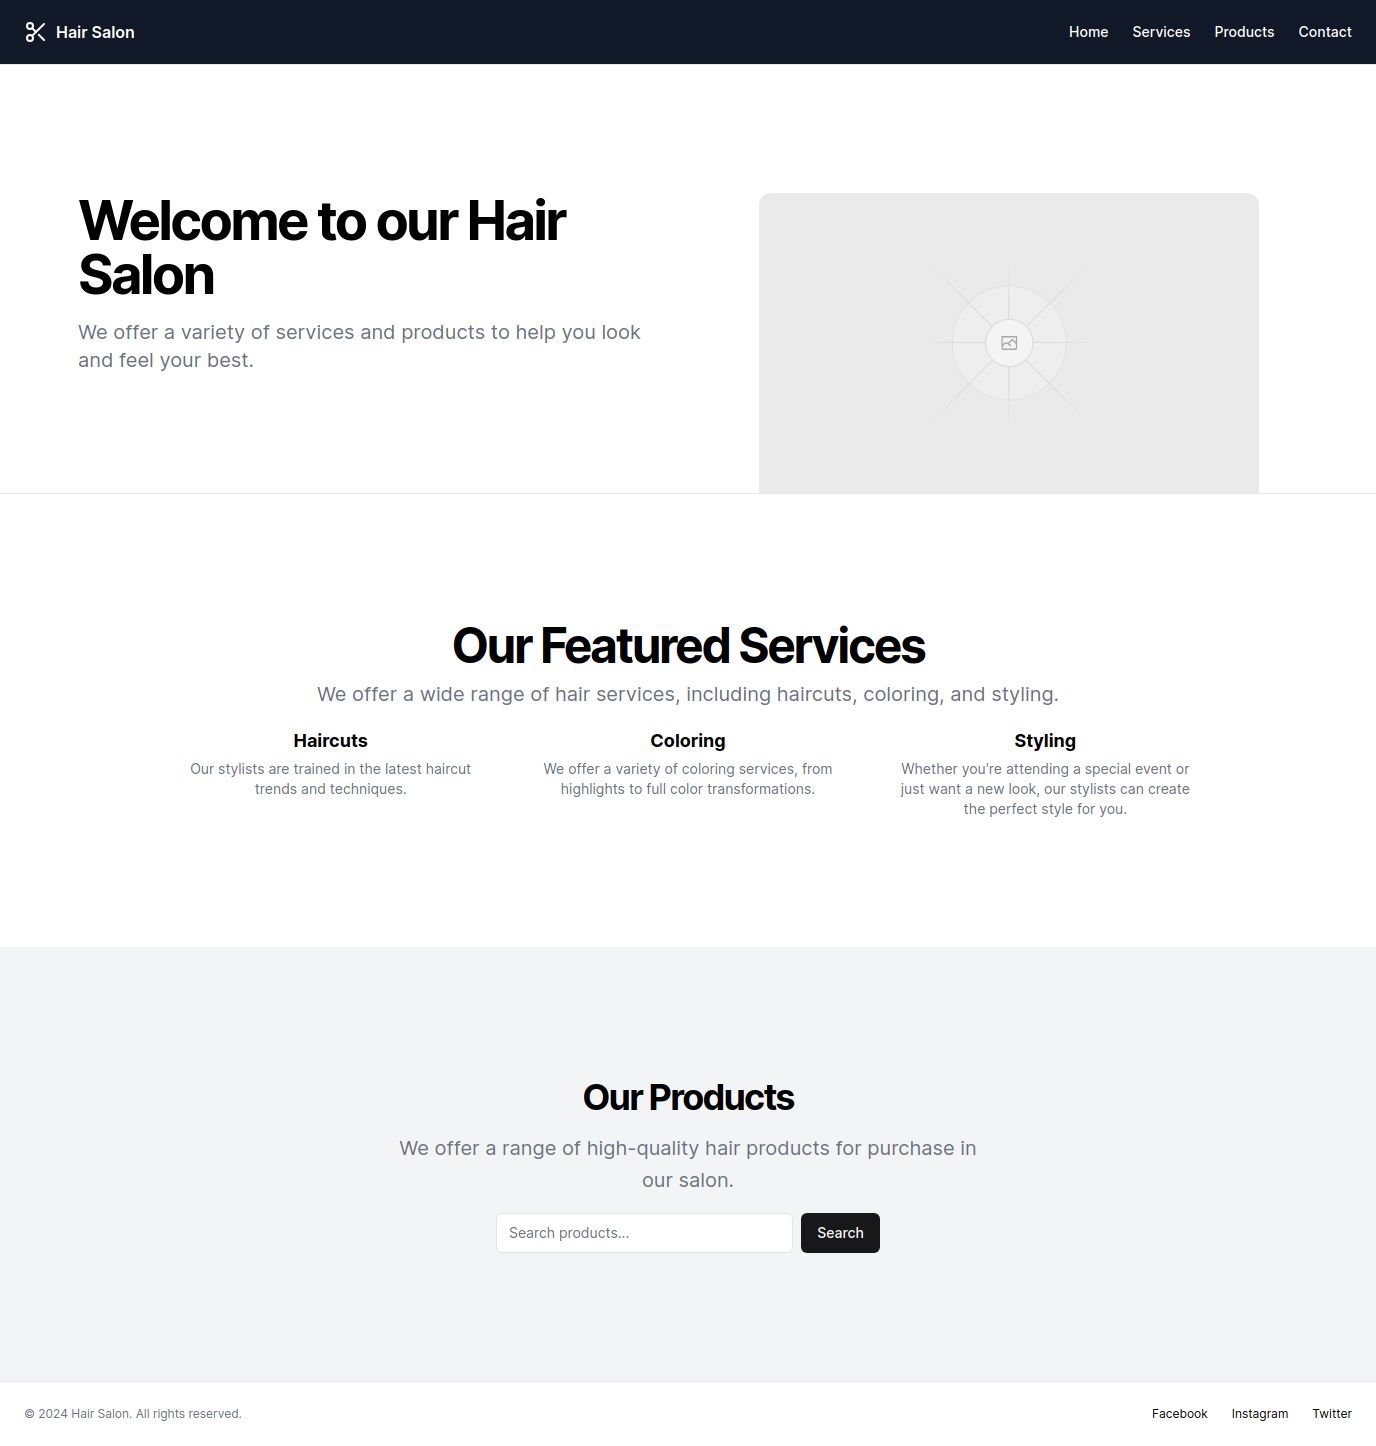 Hair Salon
Home Services Products Contact
Welcome to our Hair
Salon
We offer a variety of services and products to help you look
and feel your best.
Our Featured Services
We offer a wide range of hair services, including haircuts, coloring, and styling.
Haircuts
Our stylists are trained in the latest haircut
trends and techniques.
Coloring
We offer a variety of coloring services, from
highlights to full color transformations.
Styling
Whether you're attending a special event or
just want a new look, our stylists can create
the perfect style for you.
Our Products
We offer a range of high-quality hair products for purchase in
our salon.
Search products...
Search
© 2024 Hair Salon. All rights reserved.
Facebook Instagram Twitter